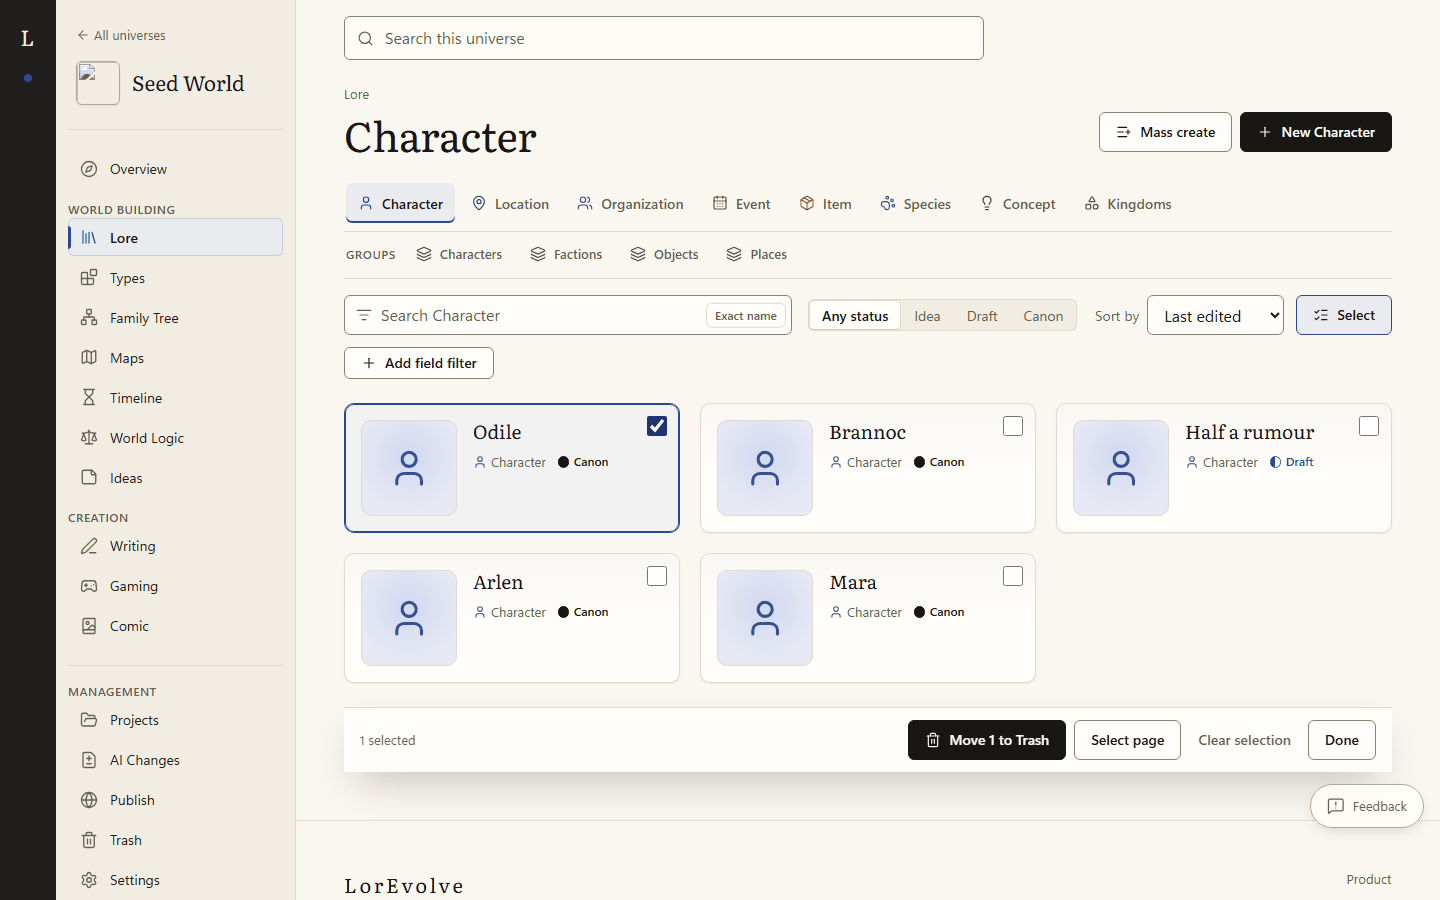 L
All universes
Seed World
Overview
WORLD BUILDING
Lore
Types
Family Tree
Maps
Timeline
World Logic
Ideas
CREATION
Writing
Gaming
Comic
MANAGEMENT
Projects
AI Changes
Publish
Trash
Settings
Search this universe
Lore
Character
Mass create
New Character
Character Location Organization Event Item Species Concept Kingdoms
GROUPS Characters Factions Objects Places
Search Character Exact name Any status Idea Draft Canon Sort by Last edited Select
Add field filter
Odile
Character Canon
Brannoc
Character Canon
Half a rumour
Character Draft
Arlen
Character Canon
Mara
Character Canon
1 selected Move 1 to Trash Select page Clear selection Done
Feedback
LorEvolve
Product